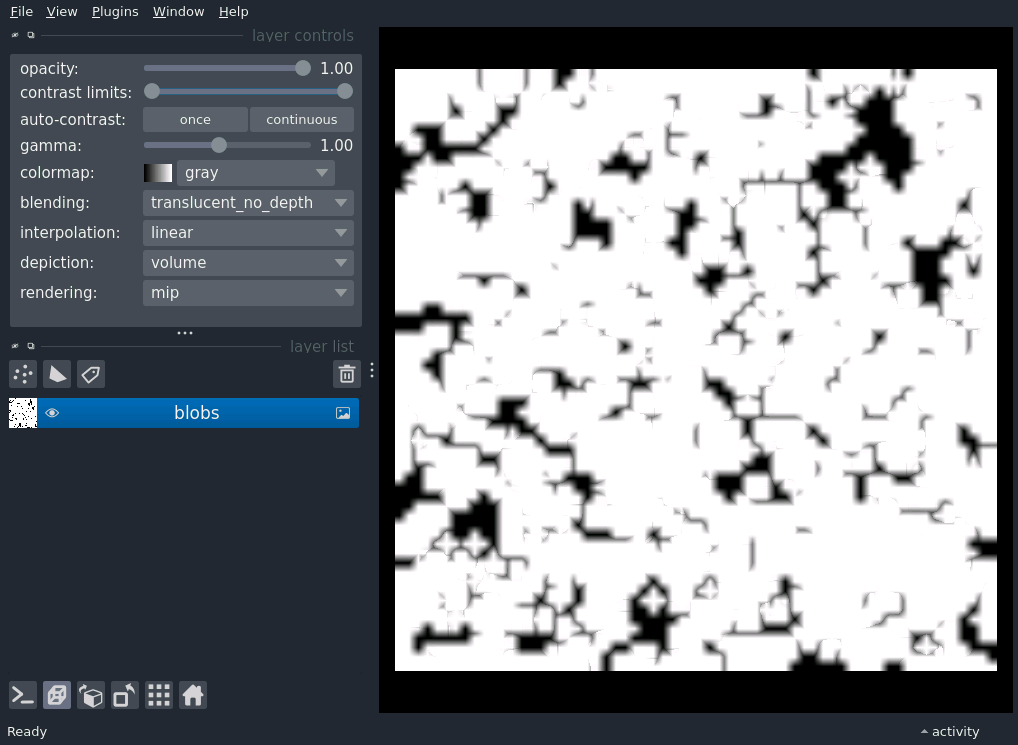 File View Plugins Window Help
layer controls
opacity: 1.00
contrast limits:
auto-contrast: once continuous
gamma: 1.00
colormap: gray
blending: translucent_no_depth
interpolation: linear
depiction: volume
rendering: mip
layer list
blobs
Ready activity